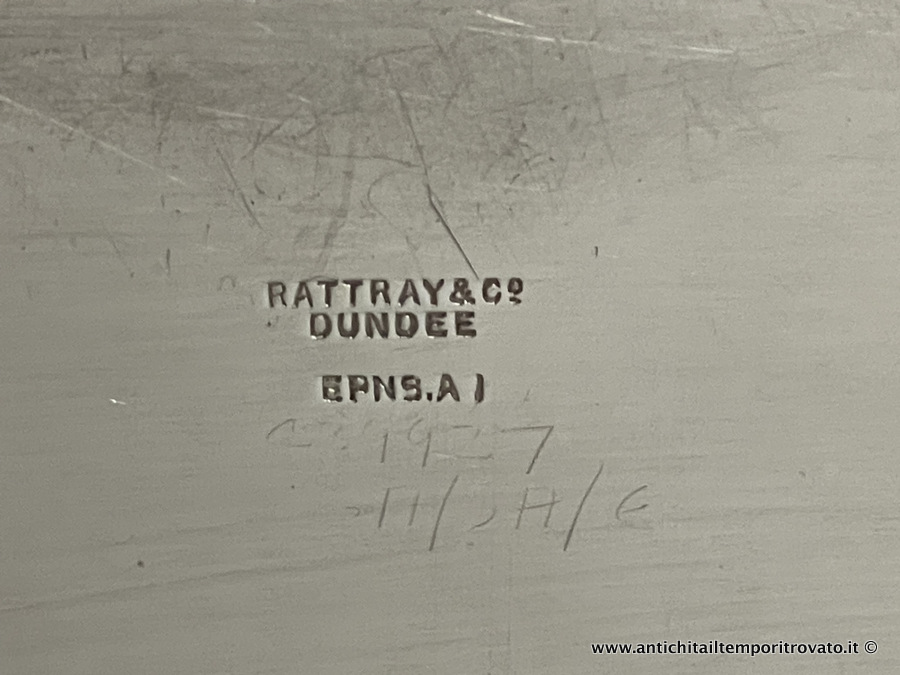 RATTRAY & Cº
DUNDEE
EPNS.A1
www.antichitailtemporitrovato.it ©